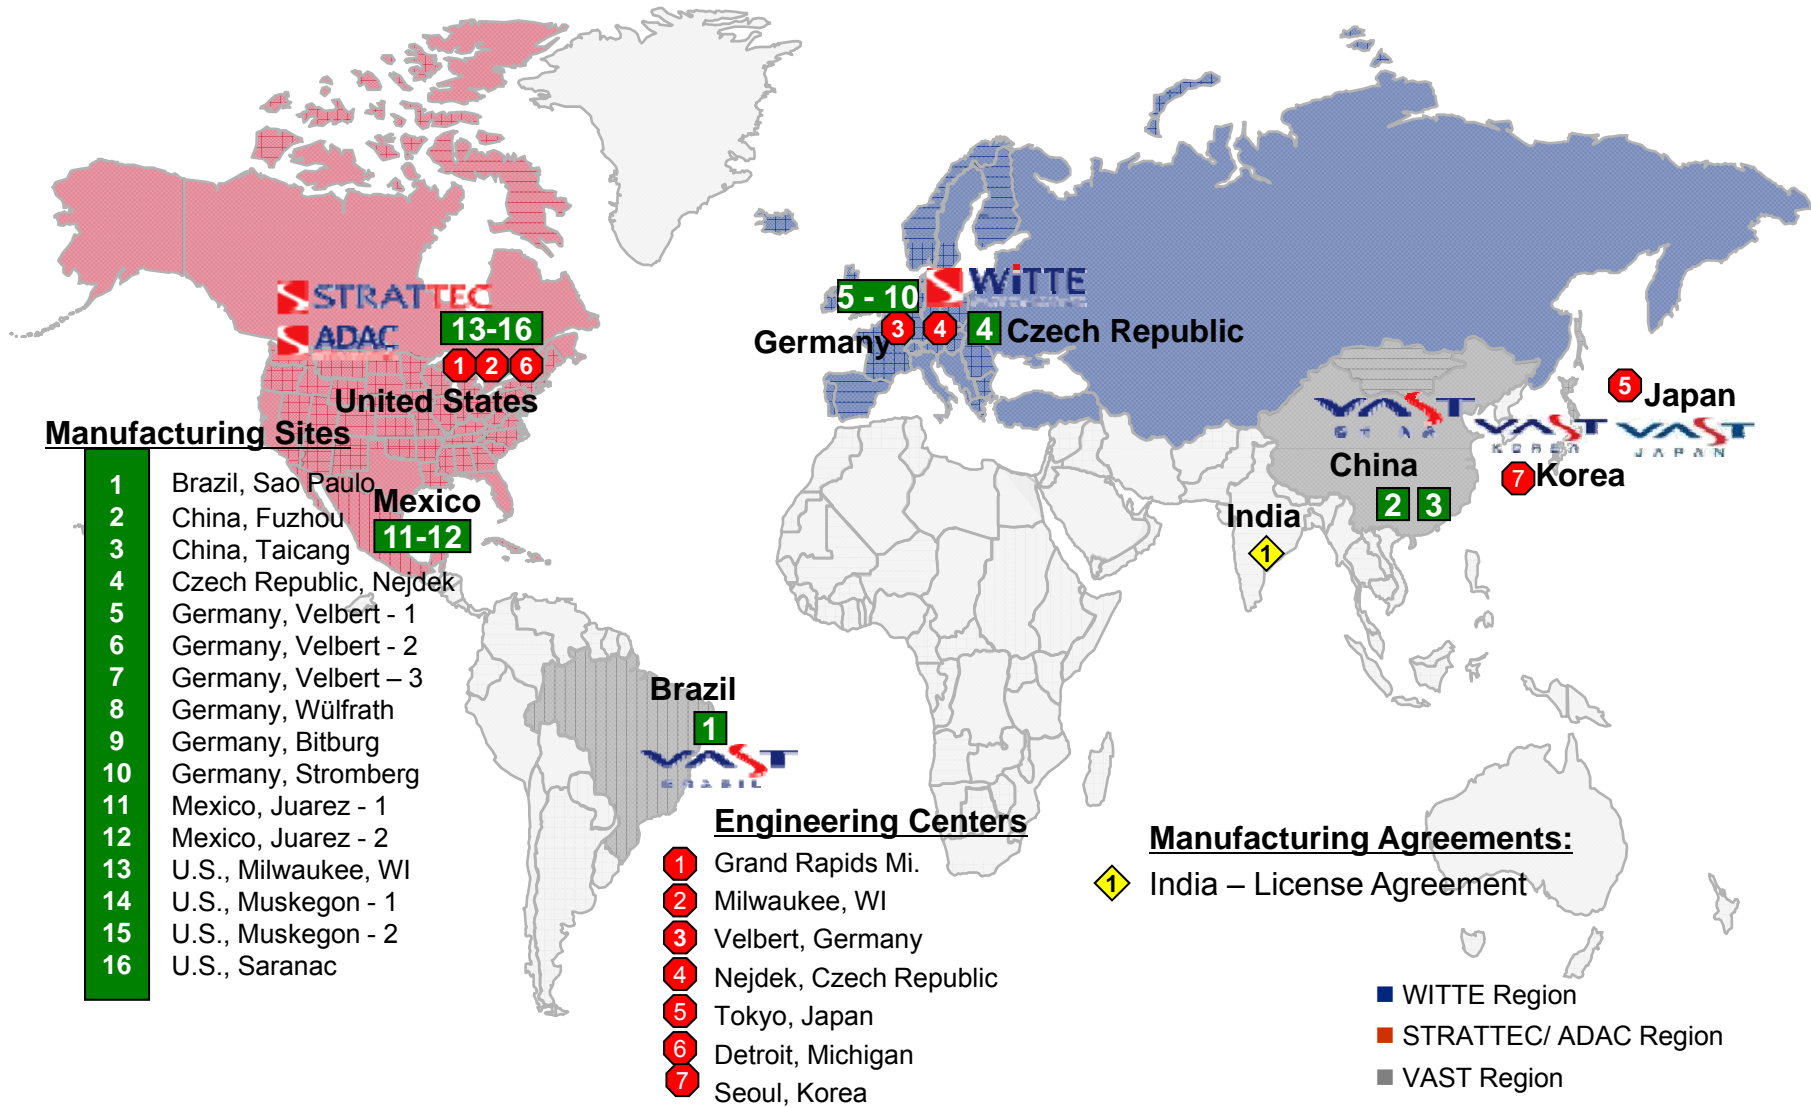 STRATTEC
ADAC
13-16
1 2 6
United States
5 - 10
WiTTE
3 4 4
Germany
Czech Republic
5
Japan
VAST
VAST
KOREA
VAST
JAPAN
China
7
Korea
2 3
India
1
Mexico
11-12
Brazil
1
VAST
BRASIL
Manufacturing Sites
1 Brazil, Sao Paulo
2 China, Fuzhou
3 China, Taicang
4 Czech Republic, Nejdek
5 Germany, Velbert - 1
6 Germany, Velbert - 2
7 Germany, Velbert – 3
8 Germany, Wülfrath
9 Germany, Bitburg
10 Germany, Stromberg
11 Mexico, Juarez - 1
12 Mexico, Juarez - 2
13 U.S., Milwaukee, WI
14 U.S., Muskegon - 1
15 U.S., Muskegon - 2
16 U.S., Saranac
Engineering Centers
1 Grand Rapids Mi.
2 Milwaukee, WI
3 Velbert, Germany
4 Nejdek, Czech Republic
5 Tokyo, Japan
6 Detroit, Michigan
7 Seoul, Korea
Manufacturing Agreements:
1 India – License Agreement
WITTE Region
STRATTEC/ ADAC Region
VAST Region